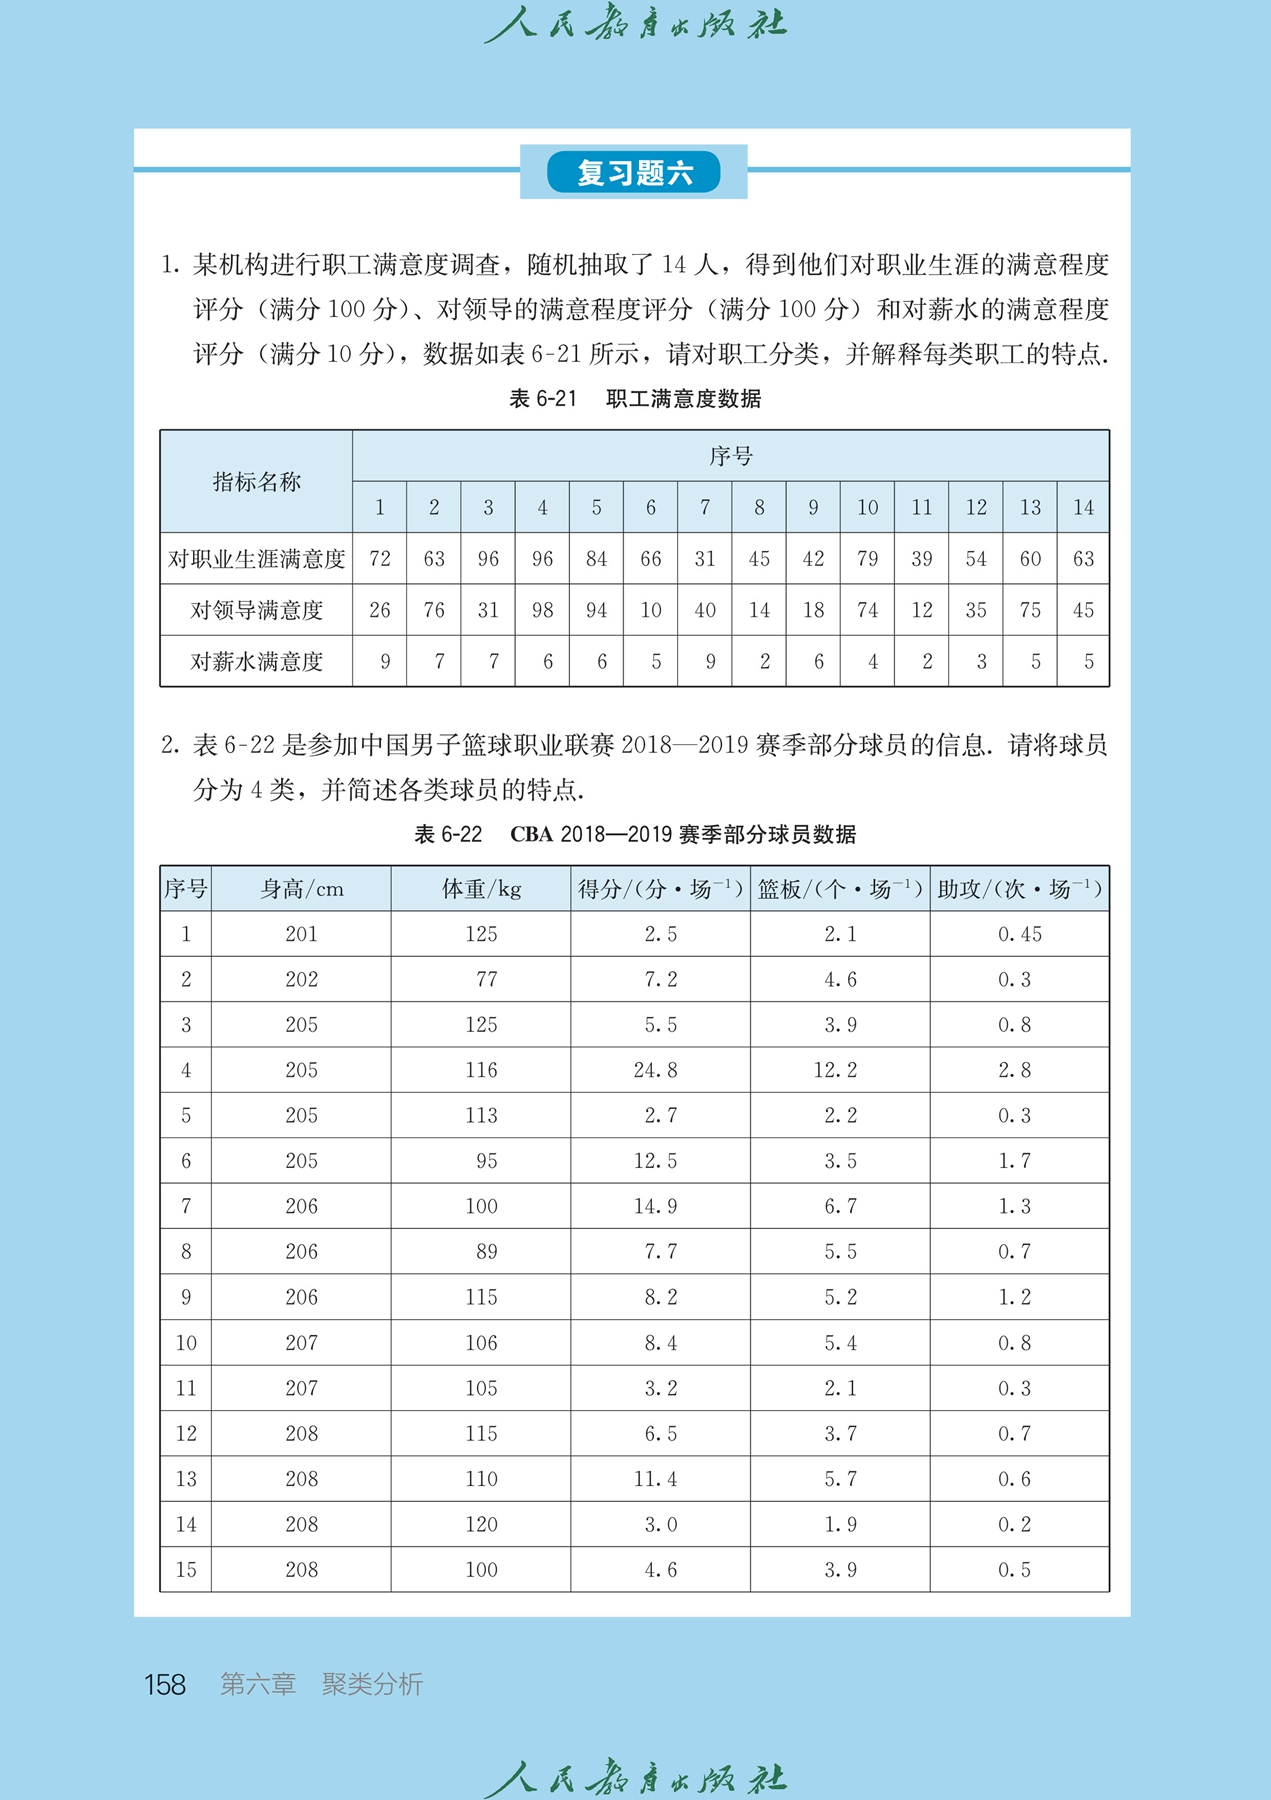 人民教育出版社
复习题六
1. 某机构进行职工满意度调查，随机抽取了 14 人，得到他们对职业生涯的满意程度
评分（满分 100 分）、对领导的满意程度评分（满分 100 分）和对薪水的满意程度
评分（满分 10 分），数据如表 6-21 所示，请对职工分类，并解释每类职工的特点.
表 6-21 职工满意度数据
指标名称 序号
1 2 3 4 5 6 7 8 9 10 11 12 13 14
对职业生涯满意度 72 63 96 96 84 66 31 45 42 79 39 54 60 63
对领导满意度 26 76 31 98 94 10 40 14 18 74 12 35 75 45
对薪水满意度 9 7 7 6 6 5 9 2 6 4 2 3 5 5
2. 表 6-22 是参加中国男子篮球职业联赛 2018—2019 赛季部分球员的信息. 请将球员
分为 4 类，并简述各类球员的特点.
表 6-22 CBA 2018—2019 赛季部分球员数据
序号 身高/cm 体重/kg 得分/(分·场⁻¹) 篮板/(个·场⁻¹) 助攻/(次·场⁻¹)
1 201 125 2.5 2.1 0.45
2 202 77 7.2 4.6 0.3
3 205 125 5.5 3.9 0.8
4 205 116 24.8 12.2 2.8
5 205 113 2.7 2.2 0.3
6 205 95 12.5 3.5 1.7
7 206 100 14.9 6.7 1.3
8 206 89 7.7 5.5 0.7
9 206 115 8.2 5.2 1.2
10 207 106 8.4 5.4 0.8
11 207 105 3.2 2.1 0.3
12 208 115 6.5 3.7 0.7
13 208 110 11.4 5.7 0.6
14 208 120 3.0 1.9 0.2
15 208 100 4.6 3.9 0.5
158 第六章 聚类分析
人民教育出版社